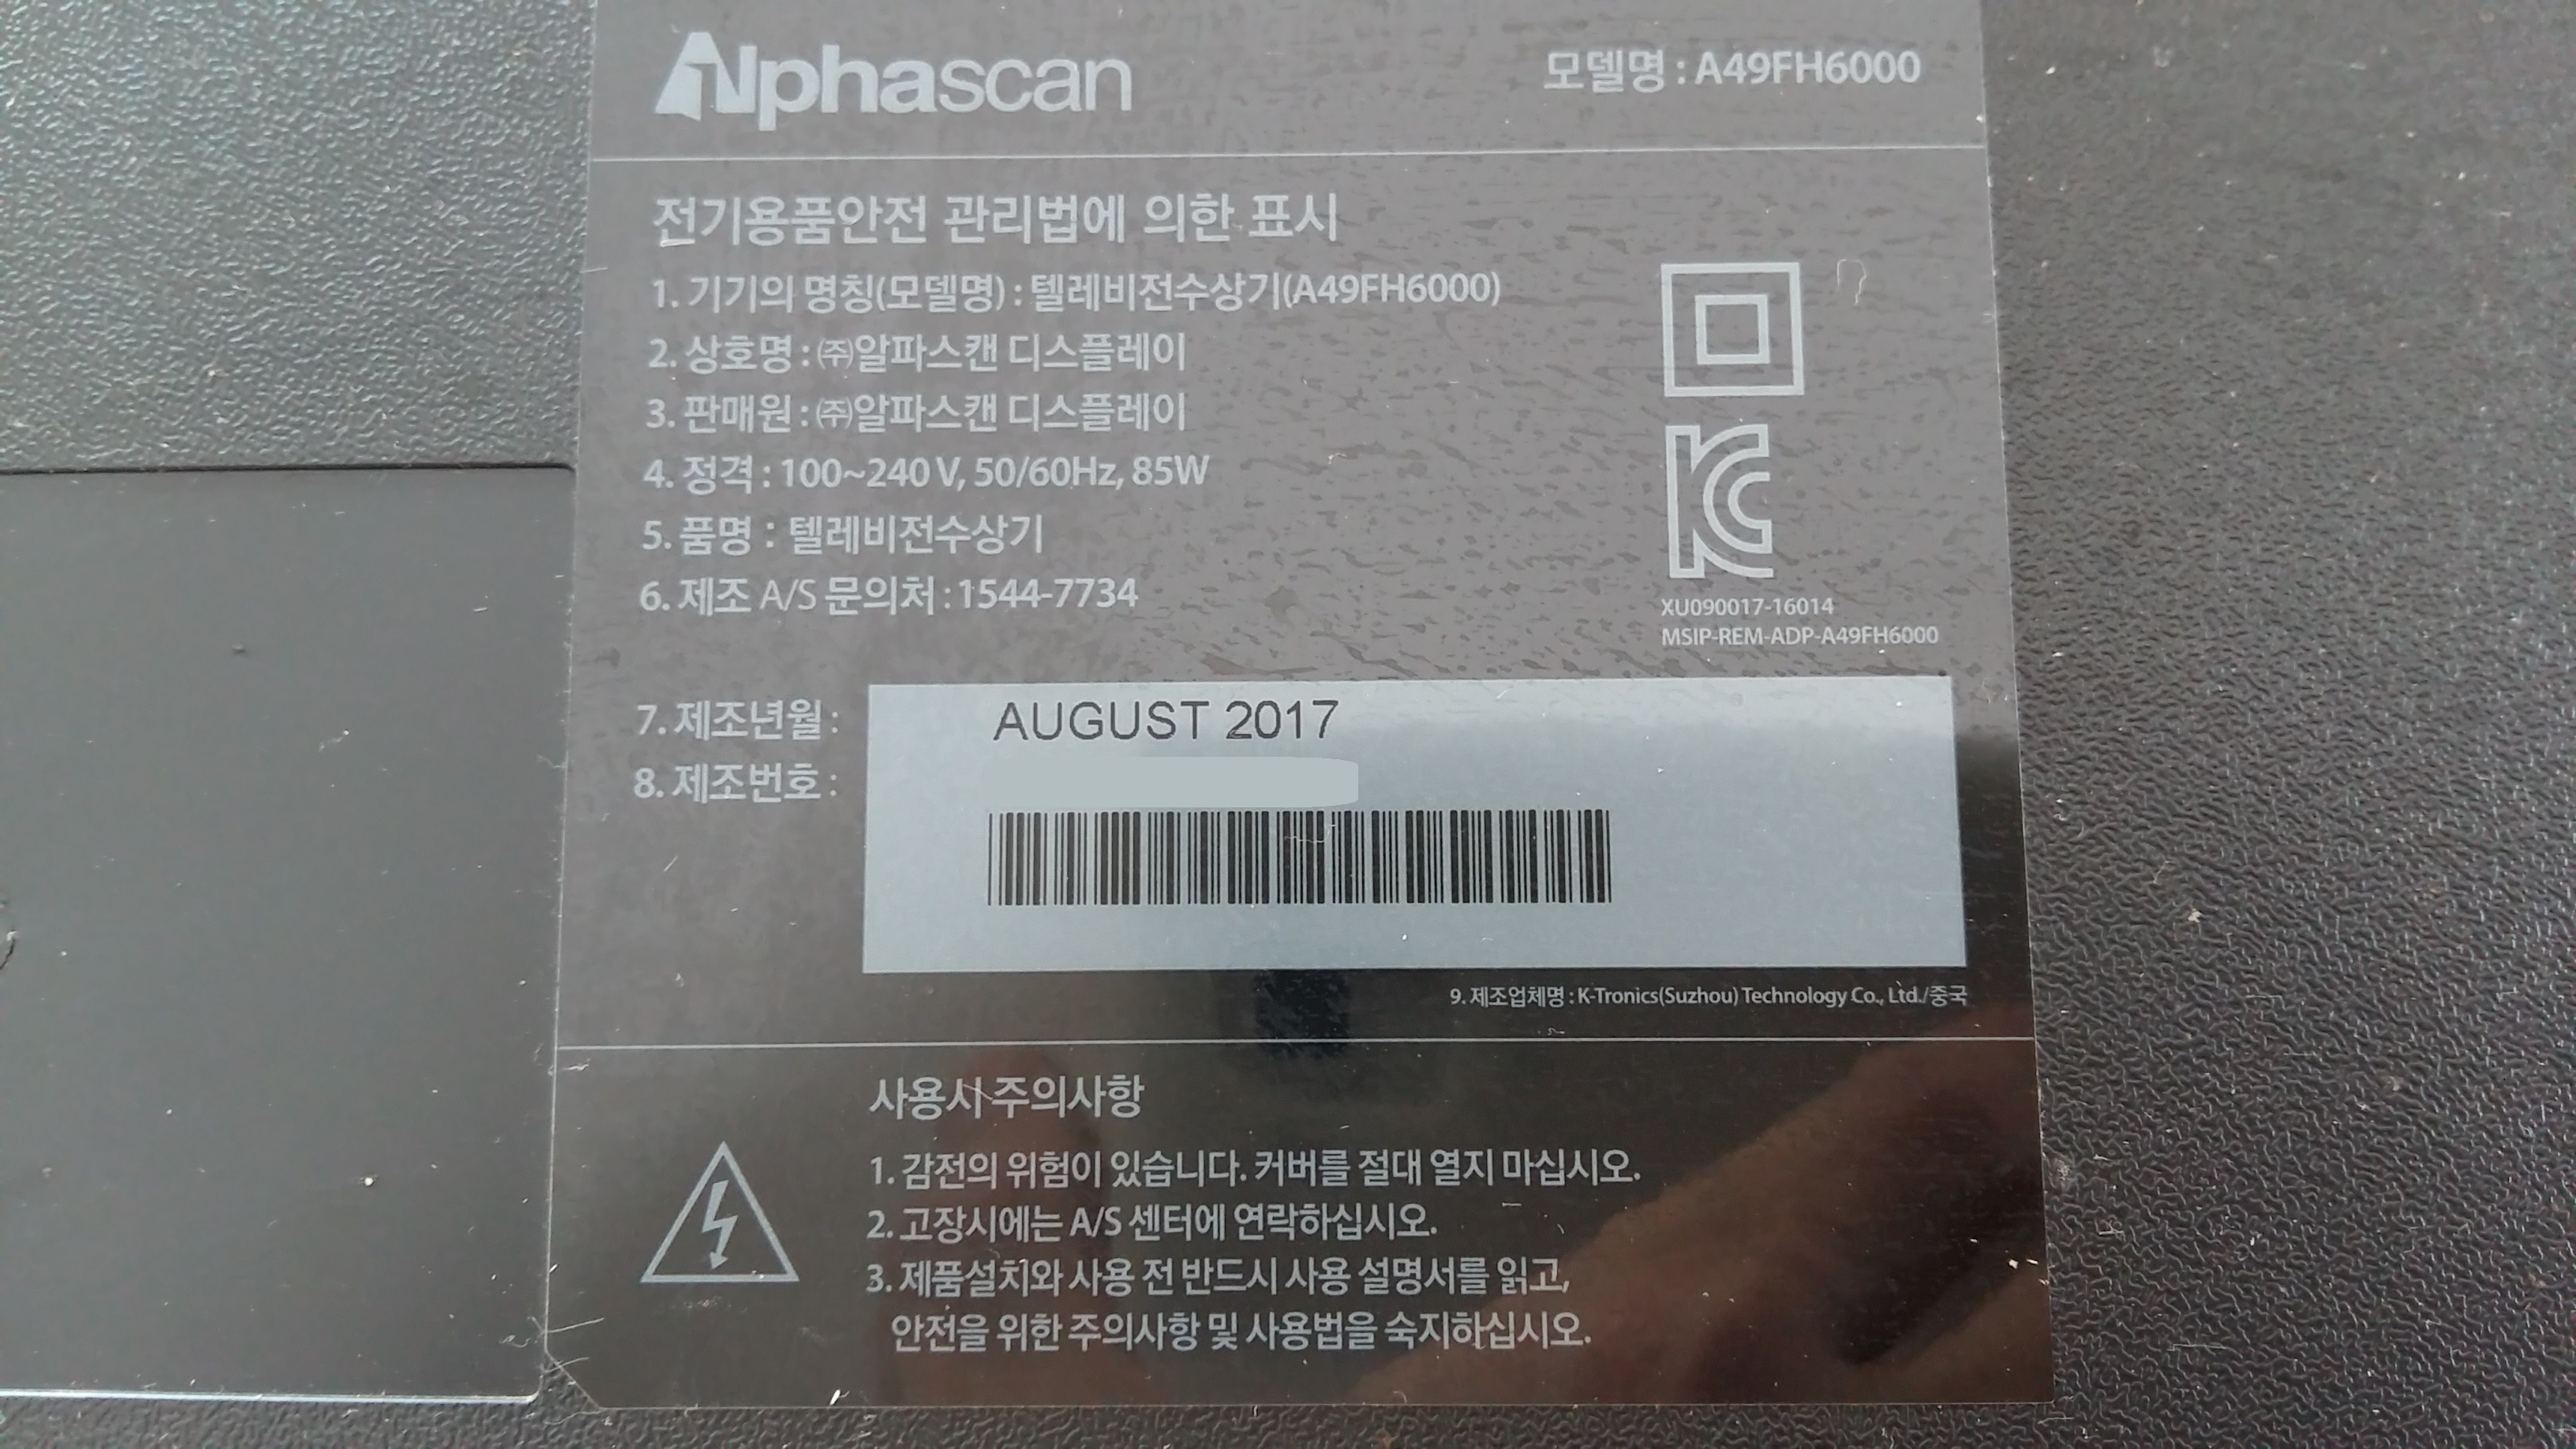 Alphascan
모델명 : A49FH6000
전기용품안전 관리법에 의한 표시
1. 기기의 명칭(모델명) : 텔레비전수상기(A49FH6000)
2. 상호명 : ㈜알파스캔 디스플레이
3. 판매원 : ㈜알파스캔 디스플레이
4. 정격 : 100~240 V, 50/60Hz, 85W
5. 품명 : 텔레비전수상기
6. 제조 A/S 문의처 : 1544-7734
KC
XU090017-16014
MSIP-REM-ADP-A49FH6000
7. 제조년월 : AUGUST 2017
8. 제조번호 :
9. 제조업체명 : K-Tronics(Suzhou) Technology Co., Ltd./중국
사용시 주의사항
1. 감전의 위험이 있습니다. 커버를 절대 열지 마십시오.
2. 고장시에는 A/S 센터에 연락하십시오.
3. 제품설치와 사용 전 반드시 사용 설명서를 읽고,
안전을 위한 주의사항 및 사용법을 숙지하십시오.